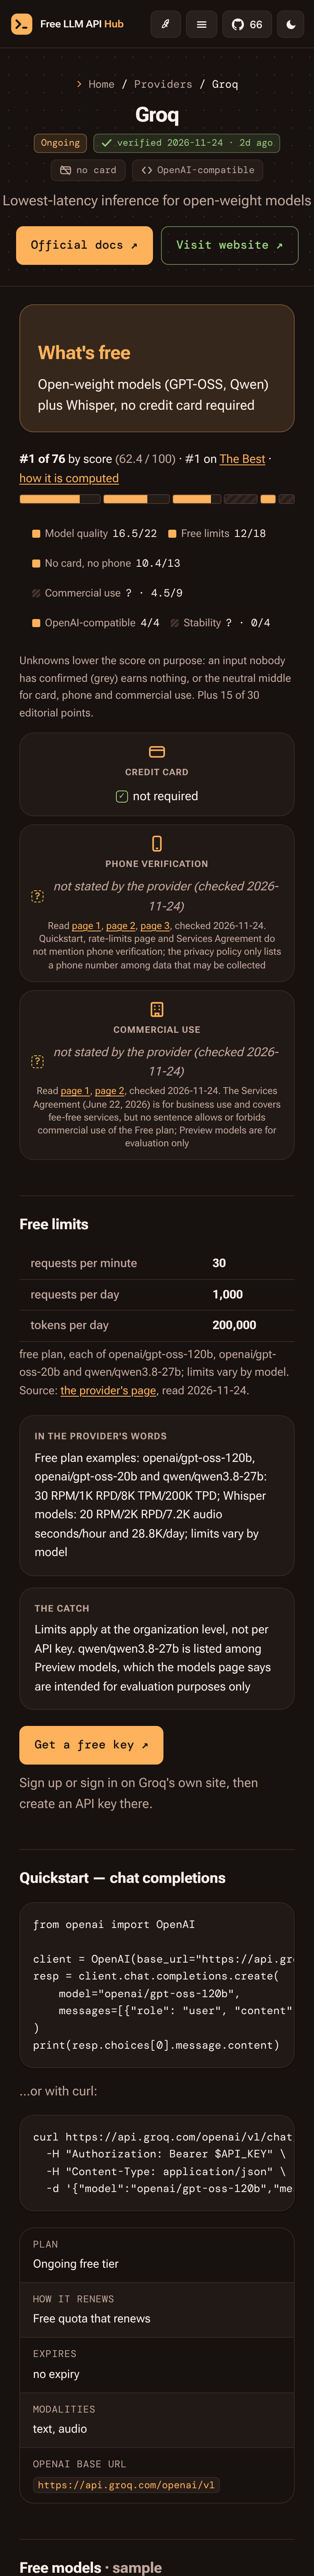 Free LLM API Hub
66
Home / Providers / Groq
Groq
Ongoing
verified 2026-11-24 · 2d ago
no card
OpenAI-compatible
Lowest-latency inference for open-weight models
Official docs ↗
Visit website ↗
What's free
Open-weight models (GPT-OSS, Qwen)
plus Whisper, no credit card required
#1 of 76 by score (62.4 / 100) · #1 on The Best ·
how it is computed
Model quality 16.5/22
Free limits 12/18
No card, no phone 10.4/13
Commercial use ? · 4.5/9
OpenAI-compatible 4/4
Stability ? · 0/4
Unknowns lower the score on purpose: an input nobody
has confirmed (grey) earns nothing, or the neutral middle
for card, phone and commercial use. Plus 15 of 30
editorial points.
CREDIT CARD
✓ not required
PHONE VERIFICATION
? not stated by the provider (checked 2026-
11-24)
Read page 1, page 2, page 3, checked 2026-11-24.
Quickstart, rate-limits page and Services Agreement do
not mention phone verification; the privacy policy only lists
a phone number among data that may be collected
COMMERCIAL USE
? not stated by the provider (checked 2026-
11-24)
Read page 1, page 2, checked 2026-11-24. The Services
Agreement (June 22, 2026) is for business use and covers
fee-free services, but no sentence allows or forbids
commercial use of the Free plan; Preview models are for
evaluation only
Free limits
requests per minute 30
requests per day 1,000
tokens per day 200,000
free plan, each of openai/gpt-oss-120b, openai/gpt-
oss-20b and qwen/qwen3.8-27b; limits vary by model.
Source: the provider's page, read 2026-11-24.
IN THE PROVIDER'S WORDS
Free plan examples: openai/gpt-oss-120b,
openai/gpt-oss-20b and qwen/qwen3.8-27b:
30 RPM/1K RPD/8K TPM/200K TPD; Whisper
models: 20 RPM/2K RPD/7.2K audio
seconds/hour and 28.8K/day; limits vary by
model
THE CATCH
Limits apply at the organization level, not per
API key. qwen/qwen3.8-27b is listed among
Preview models, which the models page says
are intended for evaluation purposes only
Get a free key ↗
Sign up or sign in on Groq's own site, then
create an API key there.
Quickstart — chat completions
from openai import OpenAI
client = OpenAI(base_url="https://api.gro
resp = client.chat.completions.create(
model="openai/gpt-oss-120b",
messages=[{"role": "user", "content"
)
print(resp.choices[0].message.content)
...or with curl:
curl https://api.groq.com/openai/v1/chat
-H "Authorization: Bearer $API_KEY" \
-H "Content-Type: application/json" \
-d '{"model":"openai/gpt-oss-120b","me
PLAN
Ongoing free tier
HOW IT RENEWS
Free quota that renews
EXPIRES
no expiry
MODALITIES
text, audio
OPENAI BASE URL
https://api.groq.com/openai/v1
Free models · sample